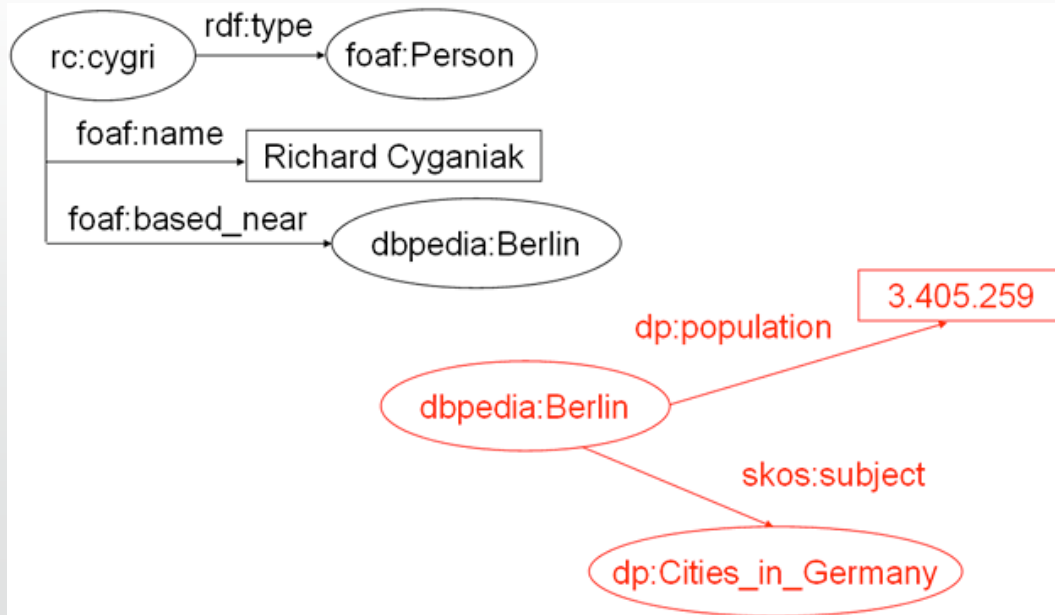 rdf:type
rc:cygri
foaf:Person
foaf:name
Richard Cyganiak
foaf:based_near
dbpedia:Berlin
3.405.259
dp:population
dbpedia:Berlin
skos:subject
dp:Cities_in_Germany